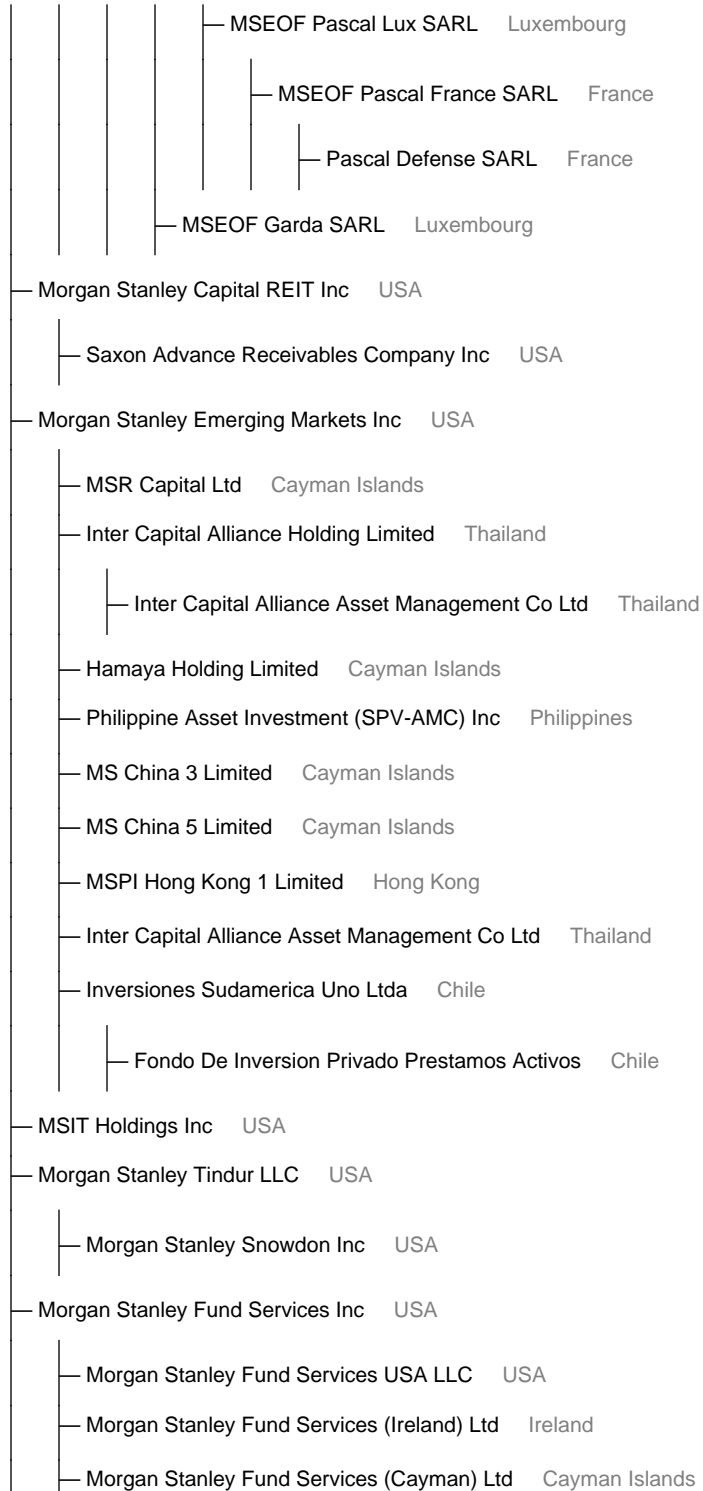 MSEOF Pascal Lux SARL Luxembourg
MSEOF Pascal France SARL France
Pascal Defense SARL France
MSEOF Garda SARL Luxembourg
Morgan Stanley Capital REIT Inc USA
Saxon Advance Receivables Company Inc USA
Morgan Stanley Emerging Markets Inc USA
MSR Capital Ltd Cayman Islands
Inter Capital Alliance Holding Limited Thailand
Inter Capital Alliance Asset Management Co Ltd Thailand
Hamaya Holding Limited Cayman Islands
Philippine Asset Investment (SPV-AMC) Inc Philippines
MS China 3 Limited Cayman Islands
MS China 5 Limited Cayman Islands
MSPI Hong Kong 1 Limited Hong Kong
Inter Capital Alliance Asset Management Co Ltd Thailand
Inversiones Sudamerica Uno Ltda Chile
Fondo De Inversion Privado Prestamos Activos Chile
MSIT Holdings Inc USA
Morgan Stanley Tindur LLC USA
Morgan Stanley Snowdon Inc USA
Morgan Stanley Fund Services Inc USA
Morgan Stanley Fund Services USA LLC USA
Morgan Stanley Fund Services (Ireland) Ltd Ireland
Morgan Stanley Fund Services (Cayman) Ltd Cayman Islands